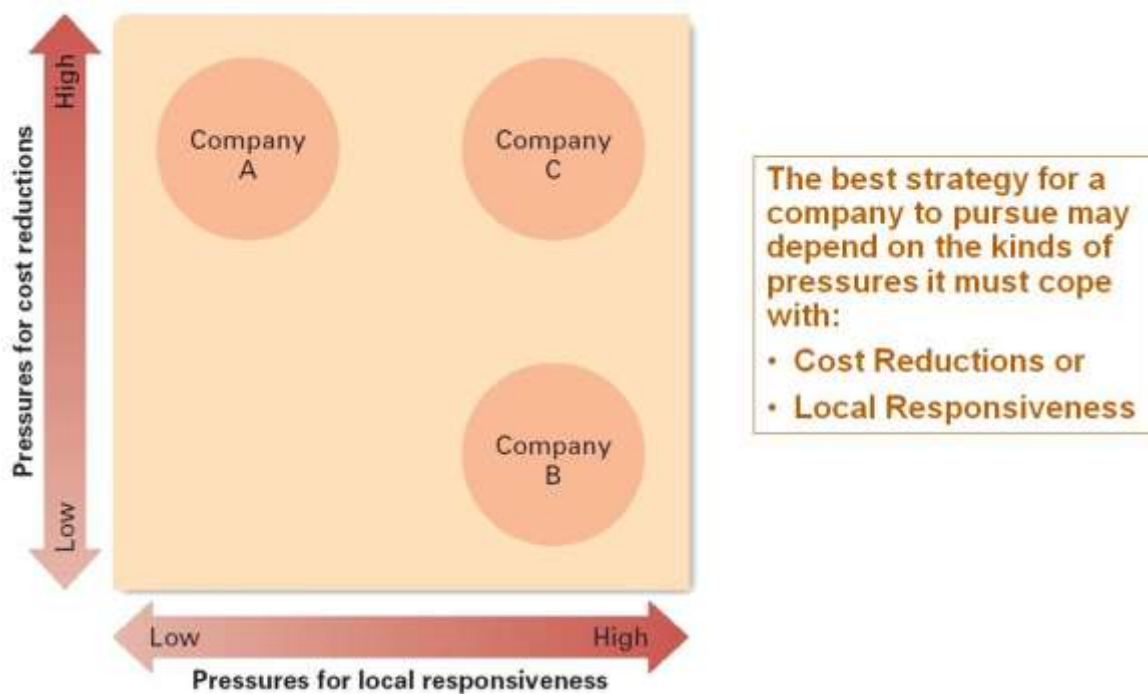 High
Pressures for cost reductions
Low
Company
A
Company
C
Company
B
Low
High
Pressures for local responsiveness
The best strategy for a
company to pursue may
depend on the kinds of
pressures it must cope
with:
• Cost Reductions or
• Local Responsiveness